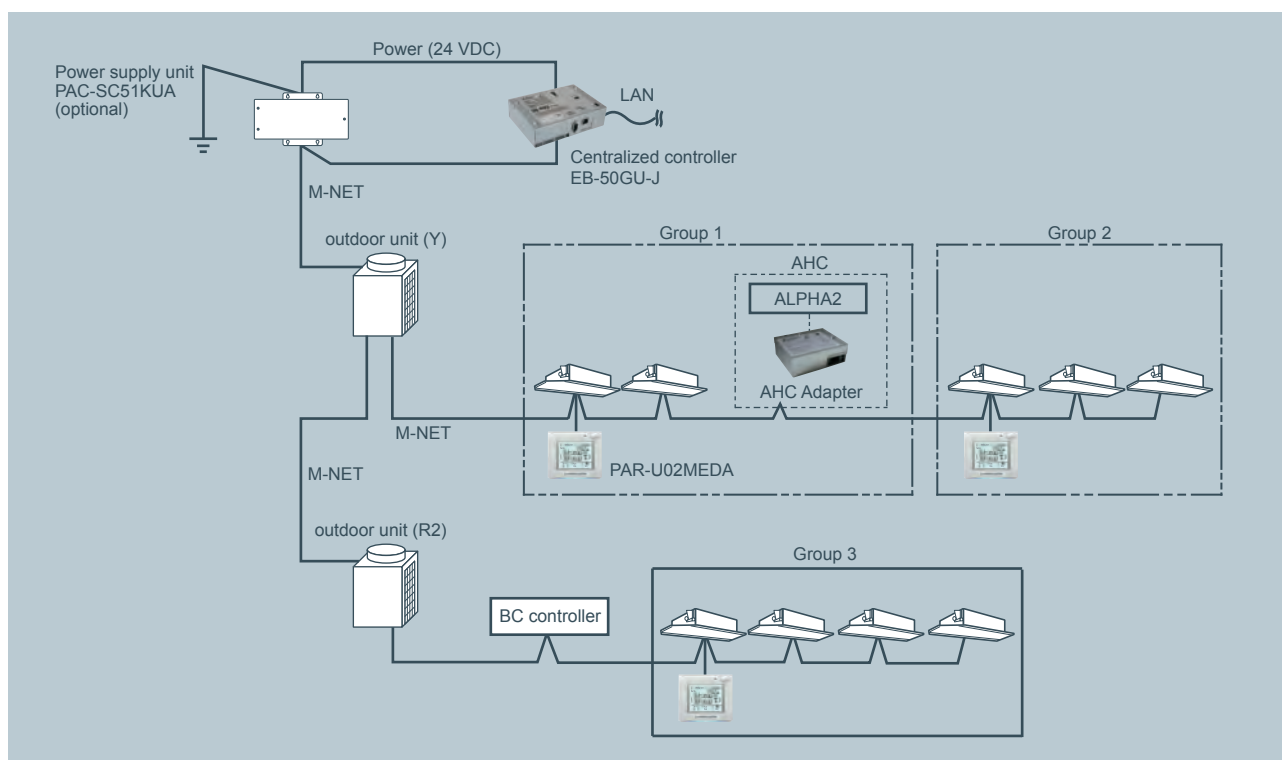 Power (24 VDC)
Power supply unit
PAC-SC51KUA
(optional)
LAN
Centralized controller
EB-50GU-J
M-NET
outdoor unit (Y)
Group 1
Group 2
AHC
ALPHA2
AHC Adapter
M-NET
PAR-U02MEDA
M-NET
outdoor unit (R2)
Group 3
BC controller